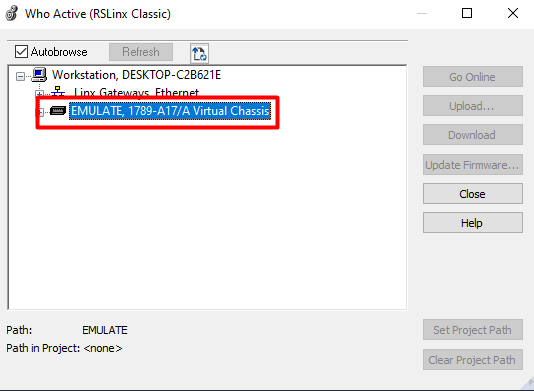 Who Active (RSLinx Classic)
Autobrowse
Refresh
Workstation, DESKTOP-C2B621E
Linx Gateways, Ethernet
EMULATE, 1789-A17/A Virtual Chassis
Go Online
Upload...
Download
Update Firmware...
Close
Help
Path: EMULATE
Path in Project: <none>
Set Project Path
Clear Project Path